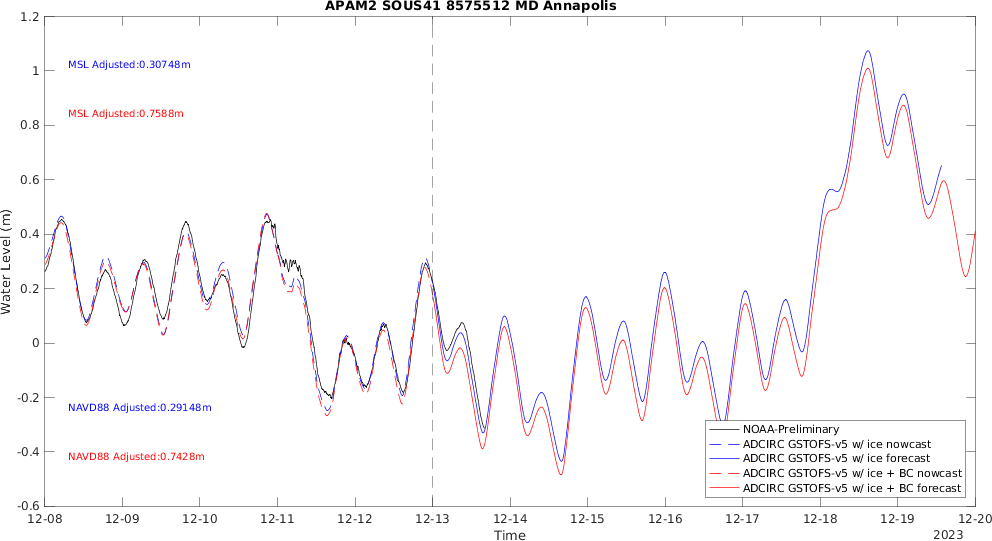 APAM2 SOUS41 8575512 MD Annapolis
1.2
1
0.8
0.6
0.4
0.2
0
-0.2
-0.4
-0.6
Water Level (m)
MSL Adjusted:0.30748m
MSL Adjusted:0.7588m
NAVD88 Adjusted:0.29148m
NAVD88 Adjusted:0.7428m
NOAA-Preliminary
ADCIRC GSTOFS-v5 w/ ice nowcast
ADCIRC GSTOFS-v5 w/ ice forecast
ADCIRC GSTOFS-v5 w/ ice + BC nowcast
ADCIRC GSTOFS-v5 w/ ice + BC forecast
12-08 12-09 12-10 12-11 12-12 12-13 12-14 12-15 12-16 12-17 12-18 12-19 12-20
Time
2023